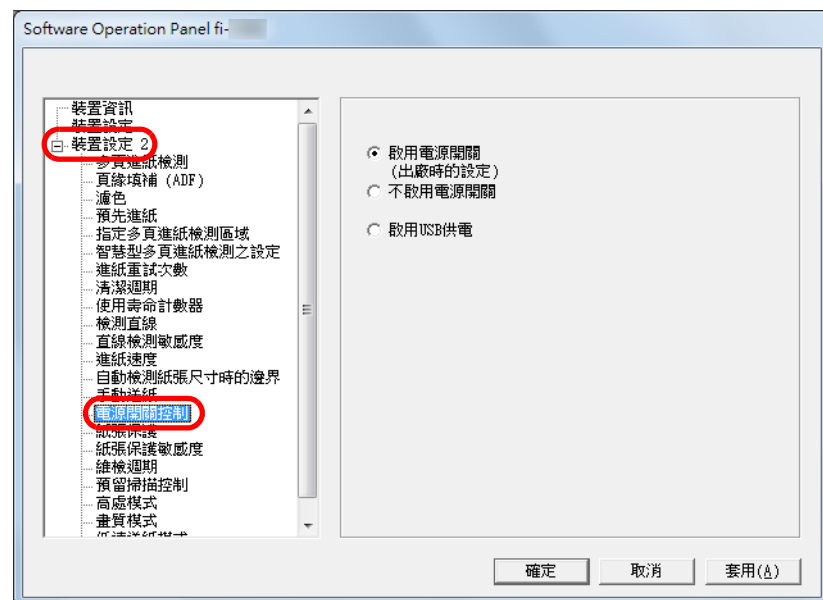 Software Operation Panel fi-
裝置資訊
裝置設定
裝置設定 2
多頁進紙檢測
頁緣填補 (ADF)
濾色
預先進紙
指定多頁進紙檢測區域
智慧型多頁進紙檢測之設定
進紙重試次數
清潔週期
使用壽命計數器
檢測直線
直線檢測敏感度
進紙速度
自動檢測紙張尺寸時的邊界
手動送紙
電源開關控制
紙張保護
紙張保護敏感度
維檢週期
預留掃描控制
高處模式
畫質模式
低速送紙模式
啟用電源開關
(出廠時的設定)
不啟用電源開關
啟用USB供電
確定
取消
套用(A)